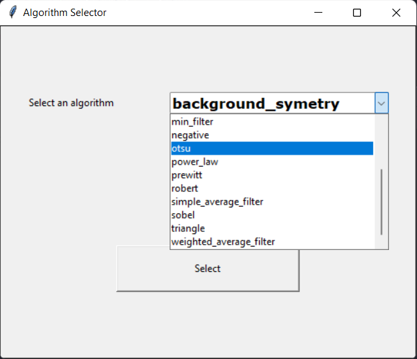 Algorithm Selector
Select an algorithm
background_symetry
min_filter
negative
otsu
power_law
prewitt
robert
simple_average_filter
sobel
triangle
weighted_average_filter
Select